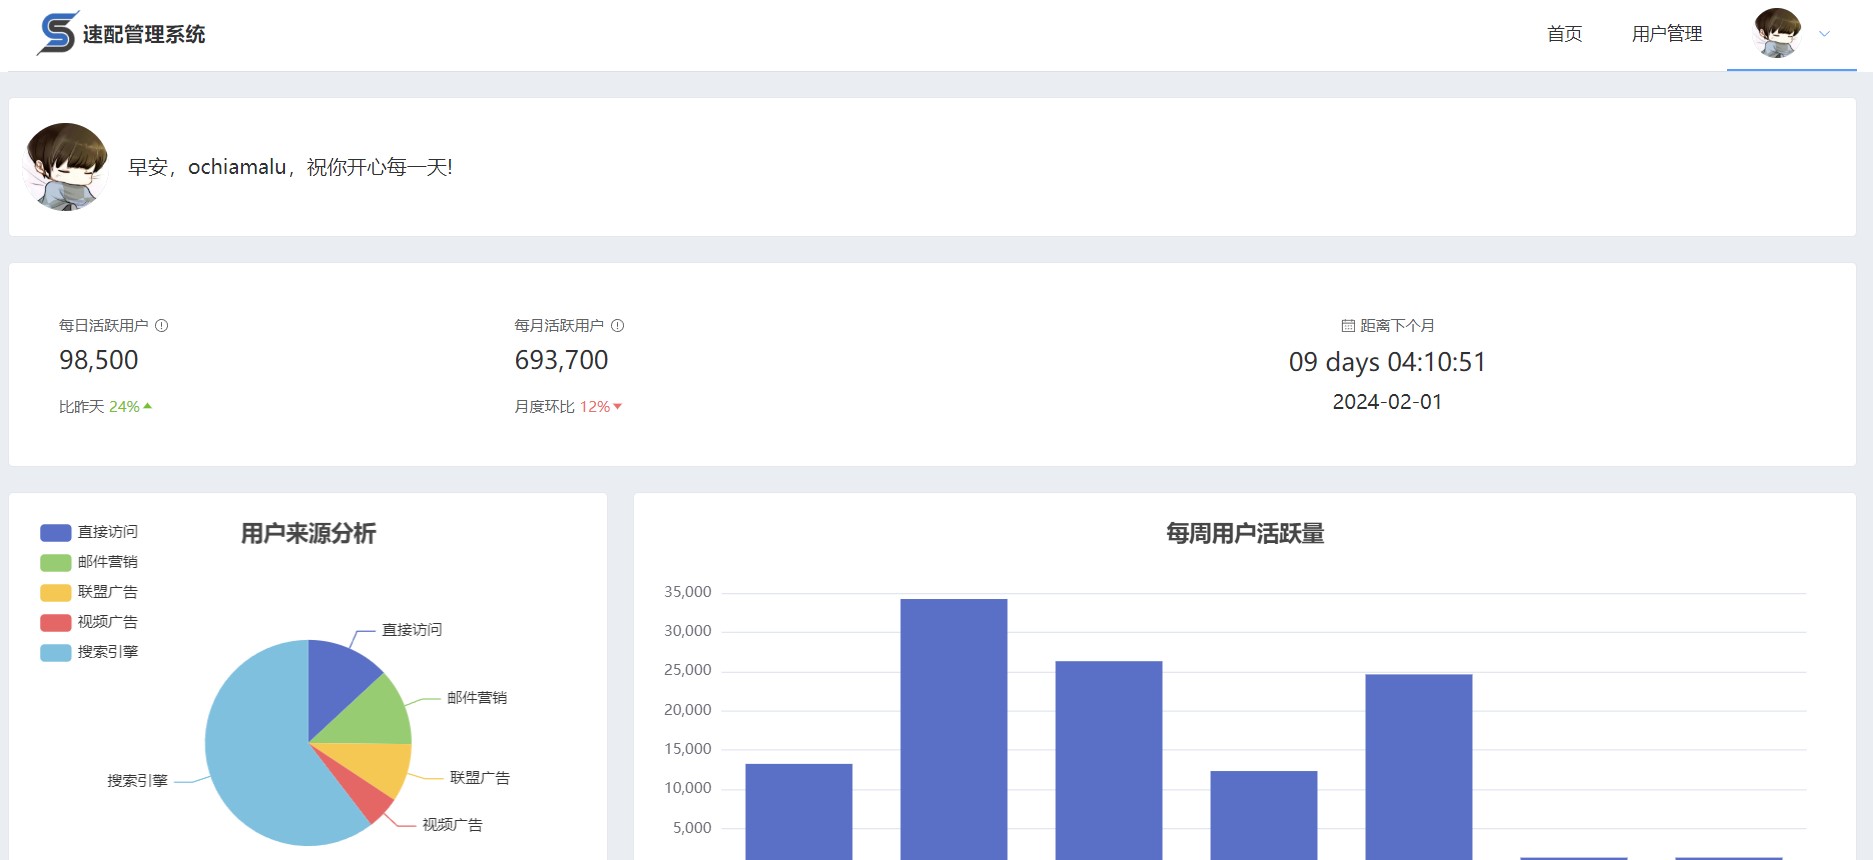 速配管理系统
首页
用户管理
早安，ochiamalu，祝你开心每一天!
每日活跃用户
98,500
比昨天 24%
每月活跃用户
693,700
月度环比 12%
距离下个月
09 days 04:10:51
2024-02-01
用户来源分析
直接访问
邮件营销
联盟广告
视频广告
搜索引擎
直接访问
邮件营销
联盟广告
视频广告
搜索引擎
每周用户活跃量
35,000
30,000
25,000
20,000
15,000
10,000
5,000